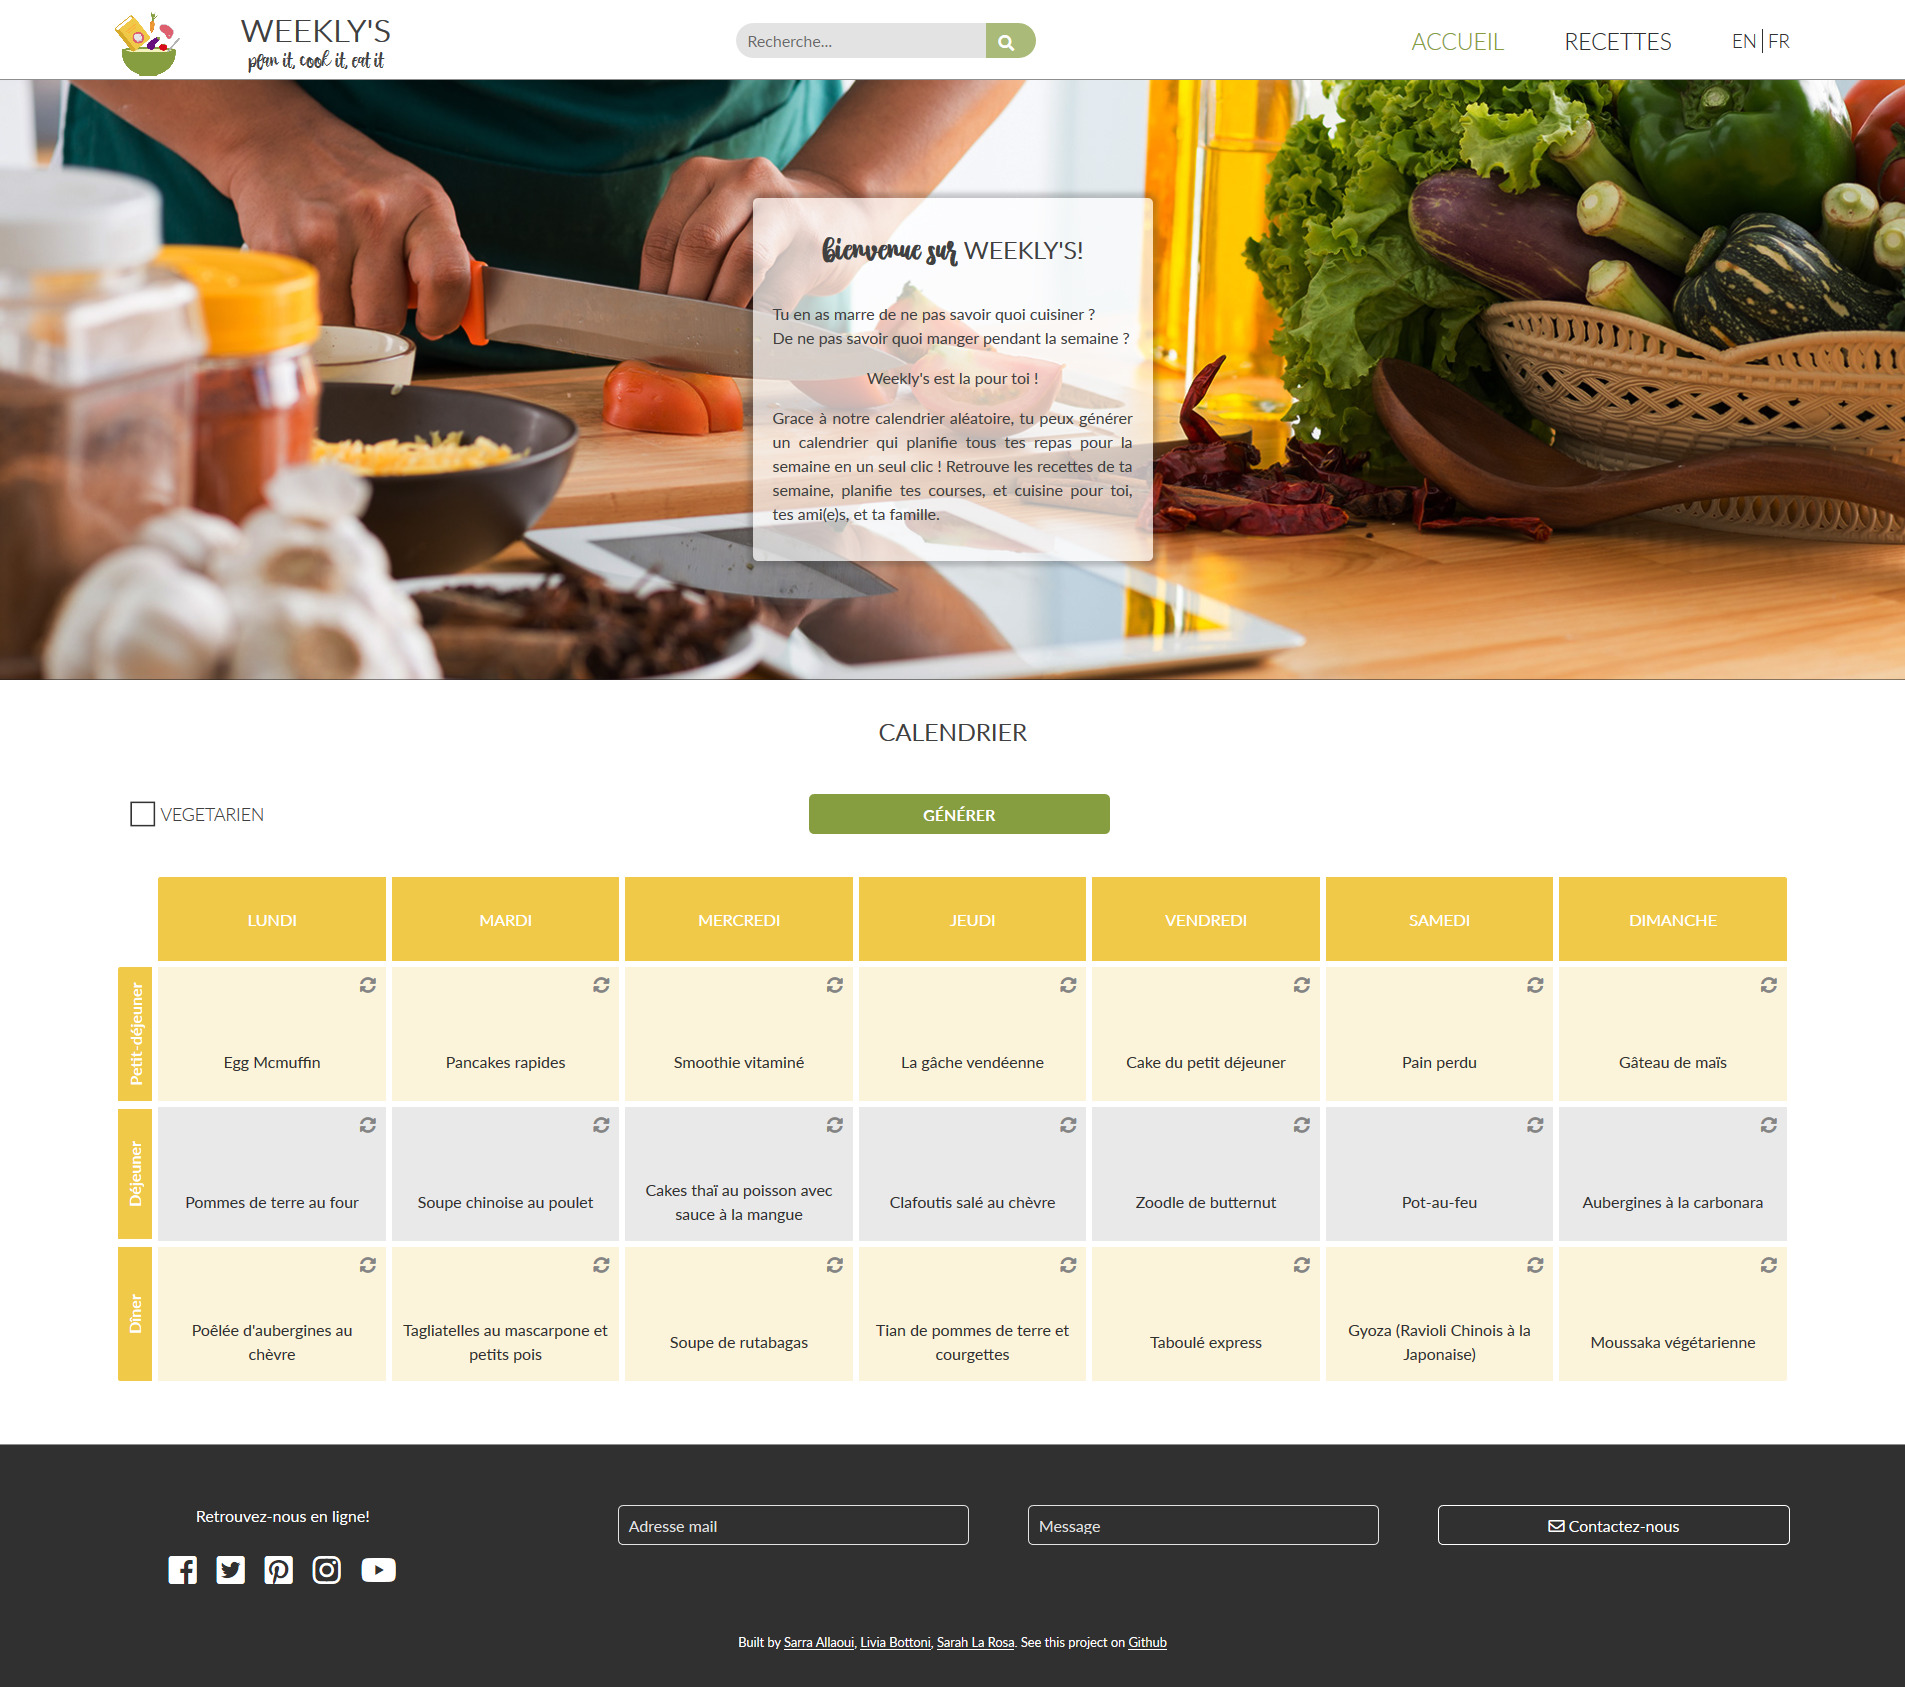 WEEKLY'S
plan it, cook it, eat it
Recherche...
ACCUEIL
RECETTES
EN
FR
bienvenue sur WEEKLY'S!
Tu en as marre de ne pas savoir quoi cuisiner ?
De ne pas savoir quoi manger pendant la semaine ?
Weekly's est la pour toi !
Grace à notre calendrier aléatoire, tu peux générer
un calendrier qui planifie tous tes repas pour la
semaine en un seul clic ! Retrouve les recettes de ta
semaine, planifie tes courses, et cuisine pour toi,
tes ami(e)s, et ta famille.
CALENDRIER
VEGETARIEN
GÉNÉRER
LUNDI
MARDI
MERCREDI
JEUDI
VENDREDI
SAMEDI
DIMANCHE
Petit-déjeuner
Egg Mcmuffin
Pancakes rapides
Smoothie vitaminé
La gâche vendéenne
Cake du petit déjeuner
Pain perdu
Gâteau de maïs
Déjeuner
Pommes de terre au four
Soupe chinoise au poulet
Cakes thaï au poisson avec
sauce à la mangue
Clafoutis salé au chèvre
Zoodle de butternut
Pot-au-feu
Aubergines à la carbonara
Dîner
Poêlée d'aubergines au
chèvre
Tagliatelles au mascarpone et
petits pois
Soupe de rutabagas
Tian de pommes de terre et
courgettes
Taboulé express
Gyoza (Ravioli Chinois à la
Japonaise)
Moussaka végétarienne
Retrouvez-nous en ligne!
Adresse mail
Message
Contactez-nous
Built by Sarra Allaoui, Livia Bottoni, Sarah La Rosa. See this project on Github